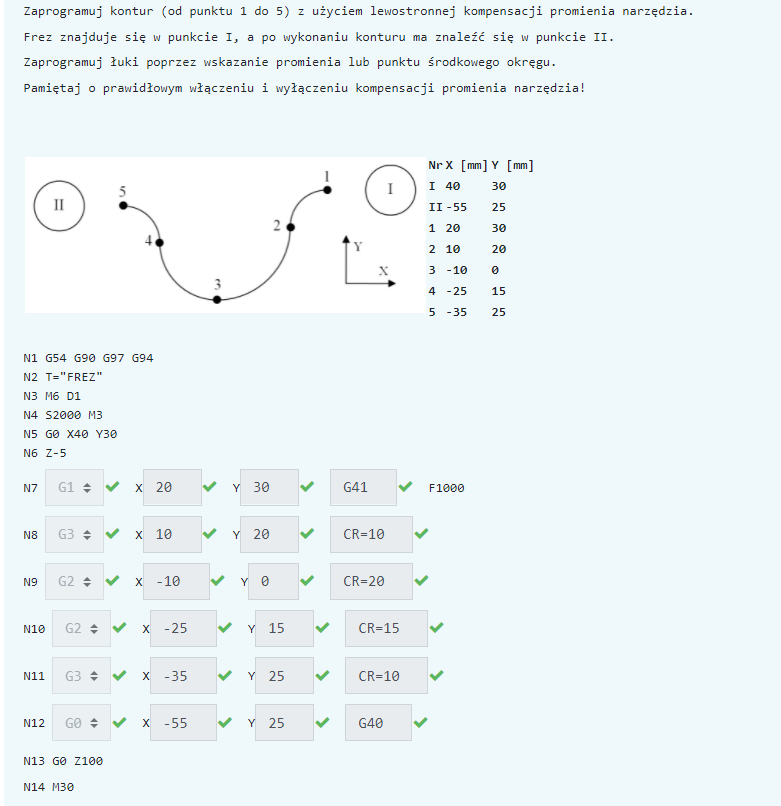 Zaprogramuj kontur (od punktu 1 do 5) z użyciem lewostronnej kompensacji promienia narzędzia.
Frez znajduje się w punkcie I, a po wykonaniu konturu ma znaleźć się w punkcie II.
Zaprogramuj łuki poprzez wskazanie promienia lub punktu środkowego okręgu.
Pamiętaj o prawidłowym włączeniu i wyłączeniu kompensacji promienia narzędzia!
II
5
4
3
2
1
I
Y
X
Nr X [mm] Y [mm]
I 40 30
II -55 25
1 20 30
2 10 20
3 -10 0
4 -25 15
5 -35 25
N1 G54 G90 G97 G94
N2 T="FREZ"
N3 M6 D1
N4 S2000 M3
N5 G0 X40 Y30
N6 Z-5
N7 G1 X 20 Y 30 G41 F1000
N8 G3 X 10 Y 20 CR=10
N9 G2 X -10 Y 0 CR=20
N10 G2 X -25 Y 15 CR=15
N11 G3 X -35 Y 25 CR=10
N12 G0 X -55 Y 25 G40
N13 G0 Z100
N14 M30